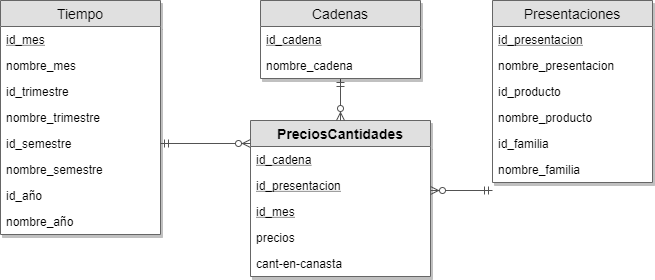 Tiempo
id_mes
nombre_mes
id_trimestre
nombre_trimestre
id_semestre
nombre_semestre
id_año
nombre_año
Cadenas
id_cadena
nombre_cadena
Presentaciones
id_presentacion
nombre_presentacion
id_producto
nombre_producto
id_familia
nombre_familia
PreciosCantidades
id_cadena
id_presentacion
id_mes
precios
cant-en-canasta